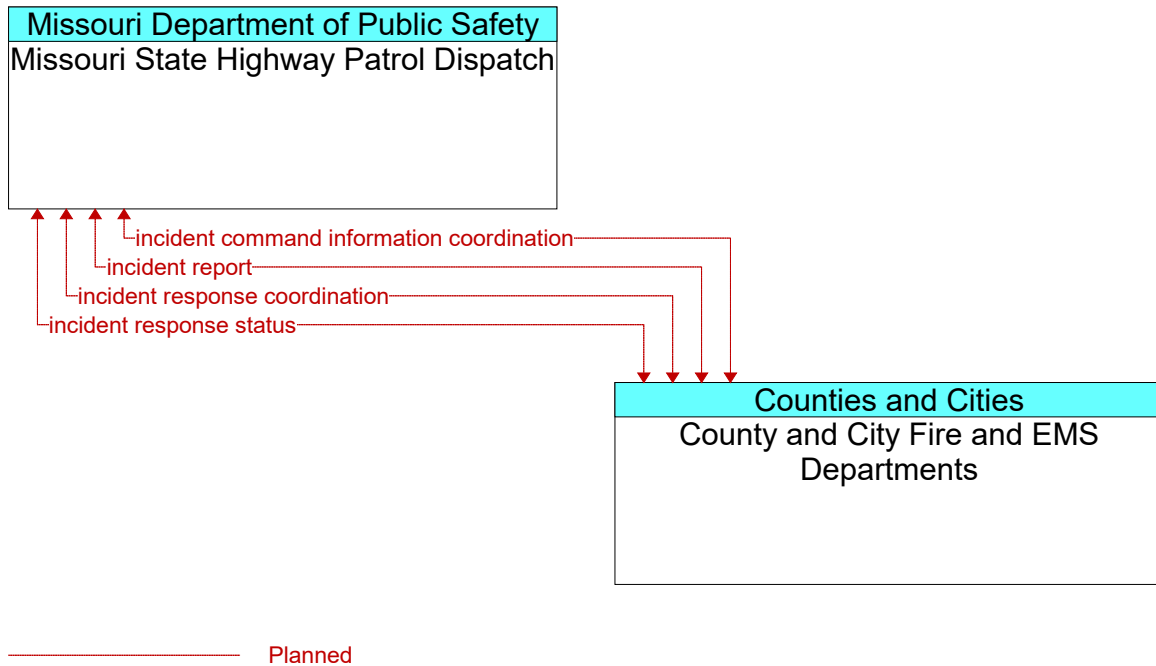 Missouri Department of Public Safety
Missouri State Highway Patrol Dispatch
incident command information coordination
incident report
incident response coordination
incident response status
Counties and Cities
County and City Fire and EMS
Departments
Planned